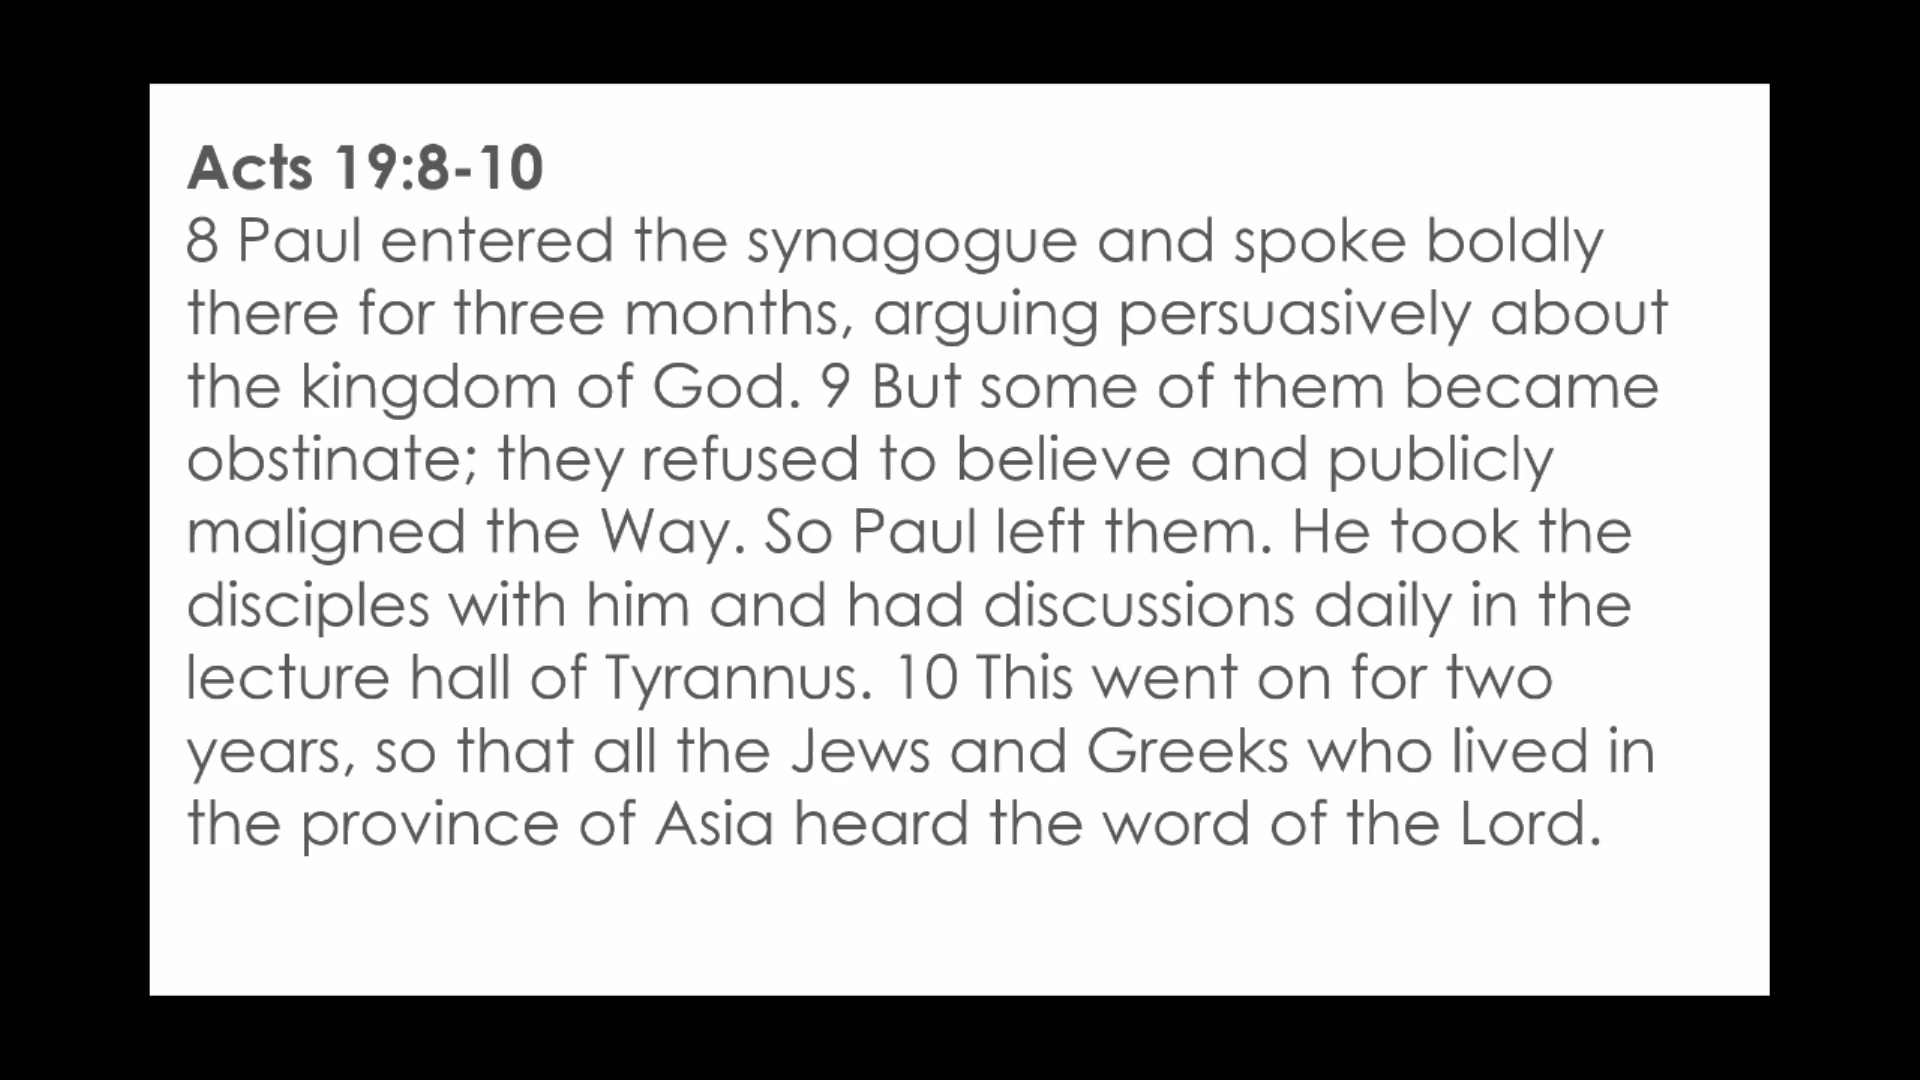 Acts 19:8-10
8 Paul entered the synagogue and spoke boldly
there for three months, arguing persuasively about
the kingdom of God. 9 But some of them became
obstinate; they refused to believe and publicly
maligned the Way. So Paul left them. He took the
disciples with him and had discussions daily in the
lecture hall of Tyrannus. 10 This went on for two
years, so that all the Jews and Greeks who lived in
the province of Asia heard the word of the Lord.